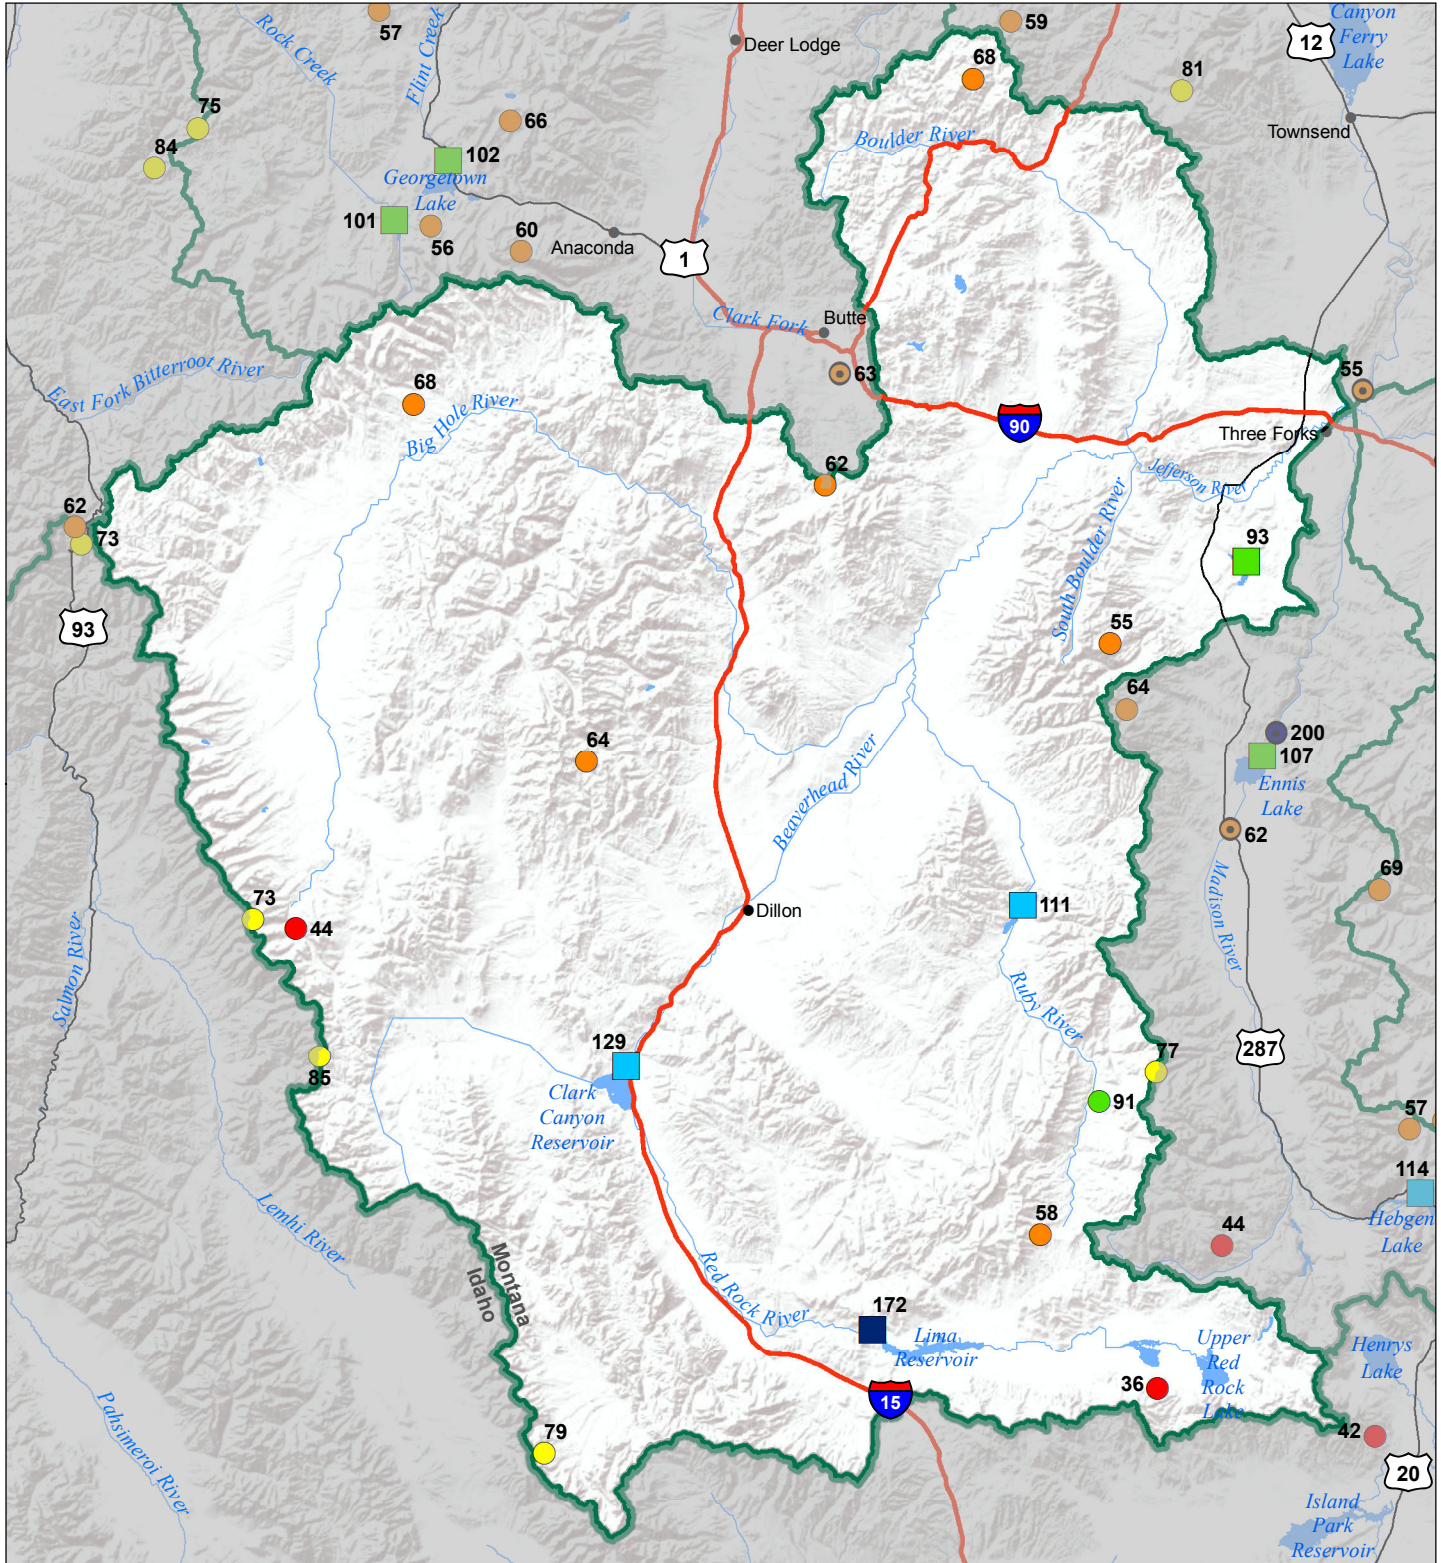 57
Rock Creek
Flint Creek
Deer Lodge
59
68
12
Canyon
Ferry
Lake
81
75
66
Townsend
84
102
Georgetown
Lake
Boulder River
101
56
60
Anaconda
1
Clark Fork
Butte
63
55
East Fork Bitterroot River
68
Big Hole River
90
Three Forks
62
Jefferson River
62
73
South Boulder River
93
93
55
64
200
107
Ennis
Lake
64
Beaverhead River
62
Madison River
69
73
44
Dillon
111
Salmon River
Ruby River
129
85
Clark
Canyon
Reservoir
77
91
287
57
114
Hebgen
Lake
Lemhi River
58
44
Montana
Idaho
Red Rock River
172
Lima
Reservoir
Upper
Red
Rock
Lake
Henrys
Lake
36
15
42
Pahsimeroi River
79
20
Island
Park
Reservoir